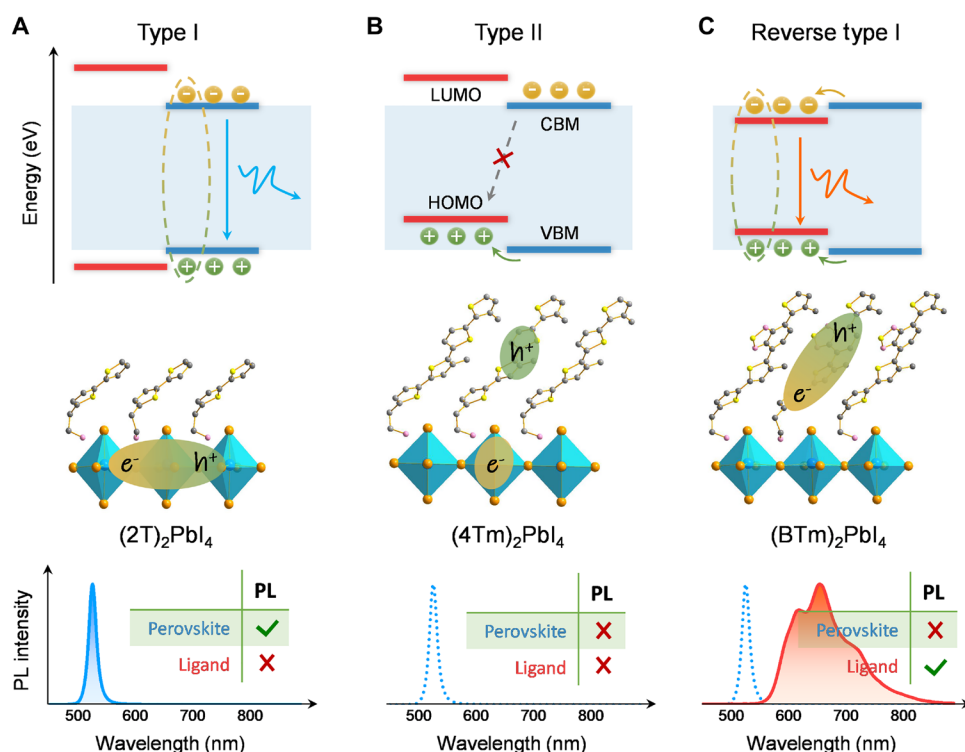 A Type I
B Type II
C Reverse type I
Energy (eV)
LUMO
CBM
HOMO
VBM
− − −
+ + +
− − −
+ + +
− − −
+ + +
e⁻ h⁺
h⁺
e⁻
h⁺
e⁻
(2T)₂PbI₄
(4Tm)₂PbI₄
(BTm)₂PbI₄
PL intensity
PL
Perovskite ✓
Ligand ✗
500 600 700 800
Wavelength (nm)
PL
Perovskite ✗
Ligand ✗
500 600 700 800
Wavelength (nm)
PL
Perovskite ✗
Ligand ✓
500 600 700 800
Wavelength (nm)